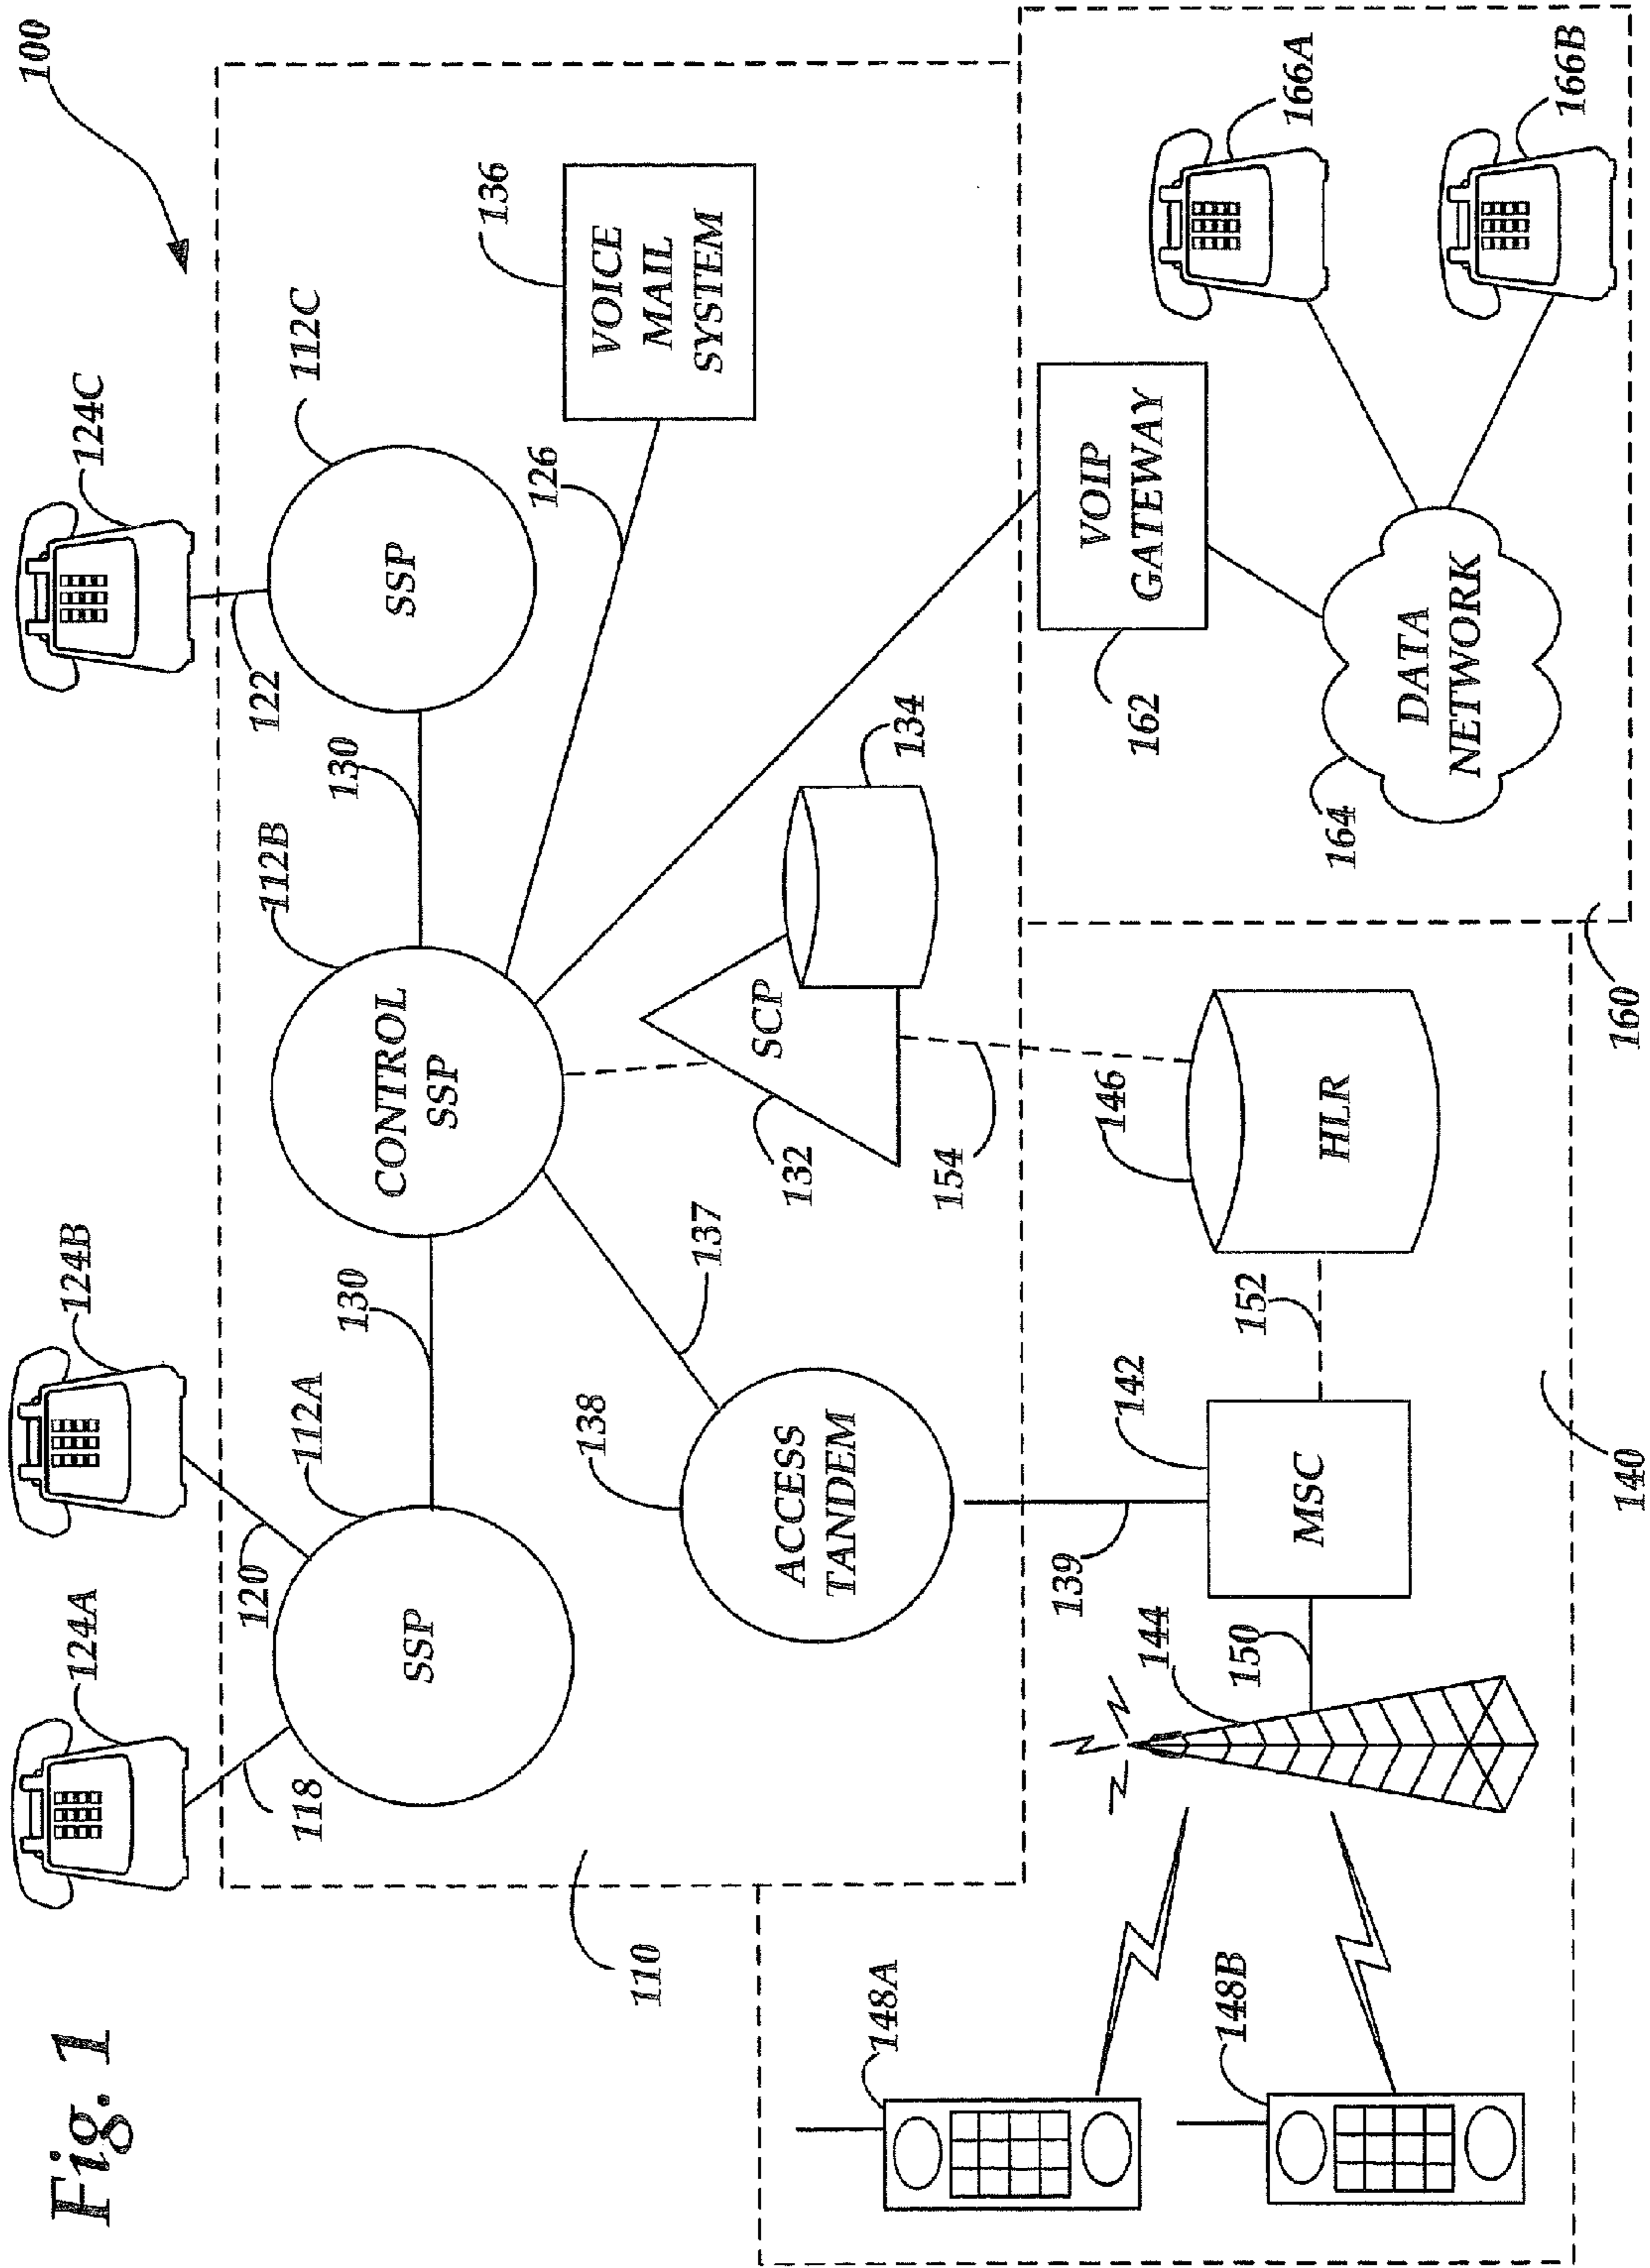 Fig. 1
100
124A
124B
124C
118
120
122
112A
SSP
130
112B
CONTROL
SSP
130
112C
SSP
126
136
VOICE
MAIL
SYSTEM
110
138
ACCESS
TANDEM
137
132
SCP
134
154
139
148A
148B
144
150
142
MSC
152
146
HLR
140
162
VOIP
GATEWAY
164
DATA
NETWORK
166A
166B
160